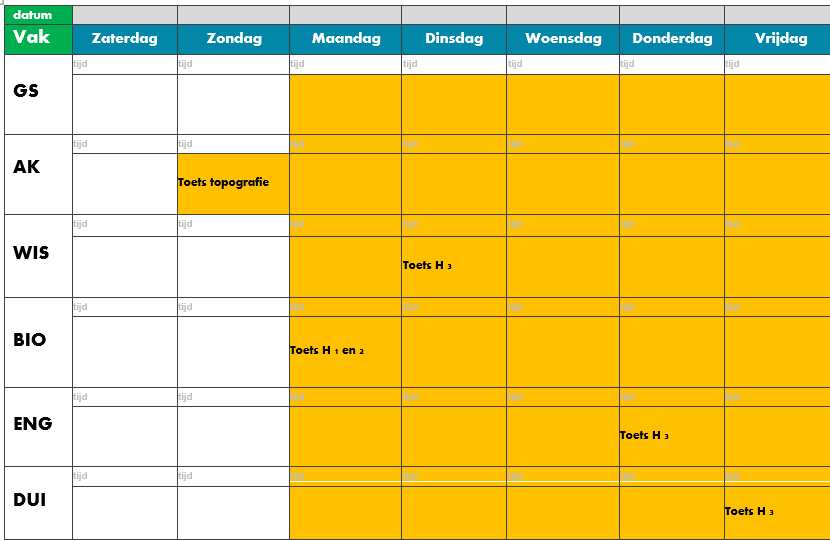 datum
Vak Zaterdag Zondag Maandag Dinsdag Woensdag Donderdag Vrijdag
tijd tijd tijd tijd tijd tijd tijd
GS
tijd tijd tijd tijd tijd tijd tijd
AK
Toets topografie
tijd tijd tijd tijd tijd tijd tijd
WIS
Toets H 3
tijd tijd tijd tijd tijd tijd tijd
BIO
Toets H 1 en 2
tijd tijd tijd tijd tijd tijd tijd
ENG
Toets H 3
tijd tijd tijd tijd tijd tijd tijd
DUI
Toets H 3